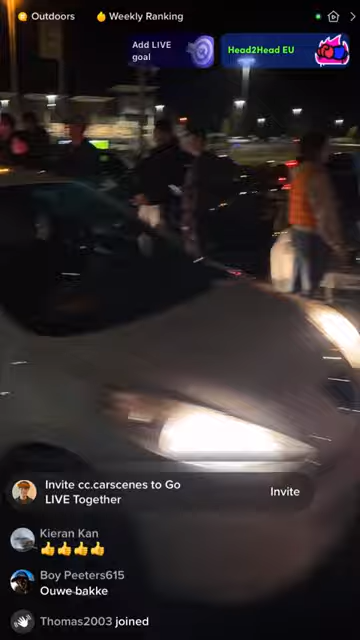 Outdoors
Weekly Ranking
Add LIVE
goal
Head2Head EU
Invite cc.carscenes to Go
LIVE Together
Invite
Kieran Kan
👍👍👍👍
Boy Peeters615
Ouwe bakke
Thomas2003 joined